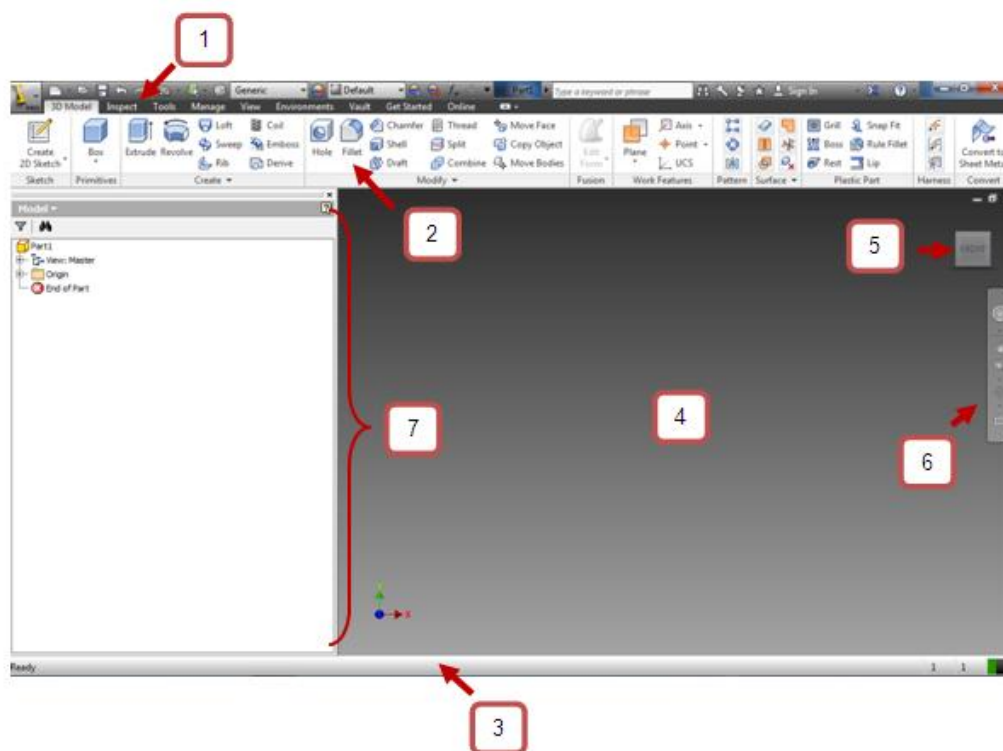 1
Generic Default Part1 Type a keyword or phrase Sign In
3D Model Inspect Tools Manage View Environments Vault Get Started Online
Loft Coil Chamfer Thread Move Face Axis Grill Snap Fit
Create Box Extrude Revolve Sweep Emboss Hole Fillet Shell Split Copy Object Edit Plane Point Boss Rule Fillet Convert to
2D Sketch Rib Derive Draft Combine Move Bodies Form UCS Rest Lip Sheet Metal
Sketch Primitives Create Modify Fusion Work Features Pattern Surface Plastic Part Harness Convert
Model
2
5
FRONT
Part1
View: Master
Origin
End of Part
7
4
6
Y
X
Ready
1 1
3